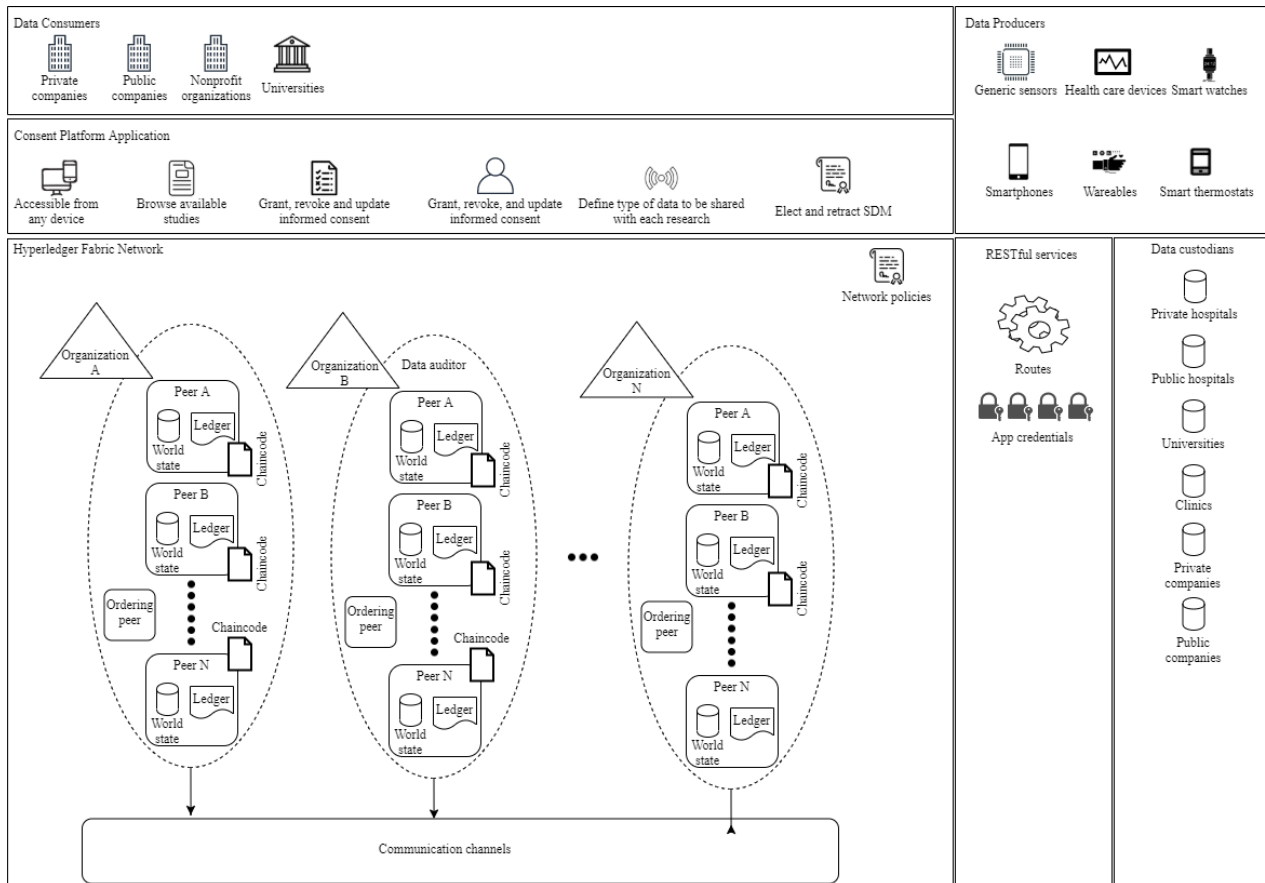 Data Consumers
Private
companies
Public
companies
Nonprofit
organizations
Universities
Data Producers
Generic sensors
Health care devices
Smart watches
Smartphones
Wareables
Smart thermostats
Consent Platform Application
Accessible from
any device
Browse available
studies
Grant, revoke and update
informed consent
Grant, revoke, and update
informed consent
Define type of data to be shared
with each research
Elect and retract SDM
Hyperledger Fabric Network
Network policies
Organization
A
Peer A
World
state
Ledger
Chaincode
Peer B
World
state
Ledger
Chaincode
Ordering
peer
Chaincode
Peer N
World
state
Ledger
Organization
B
Data auditor
Peer A
World
state
Ledger
Chaincode
Peer B
World
state
Ledger
Chaincode
Ordering
peer
Chaincode
Peer N
World
state
Ledger
Organization
N
Peer A
World
state
Ledger
Chaincode
Peer B
World
state
Ledger
Chaincode
Ordering
peer
Peer N
World
state
Ledger
Communication channels
RESTful services
Routes
App credentials
Data custodians
Private hospitals
Public hospitals
Universities
Clinics
Private
companies
Public
companies